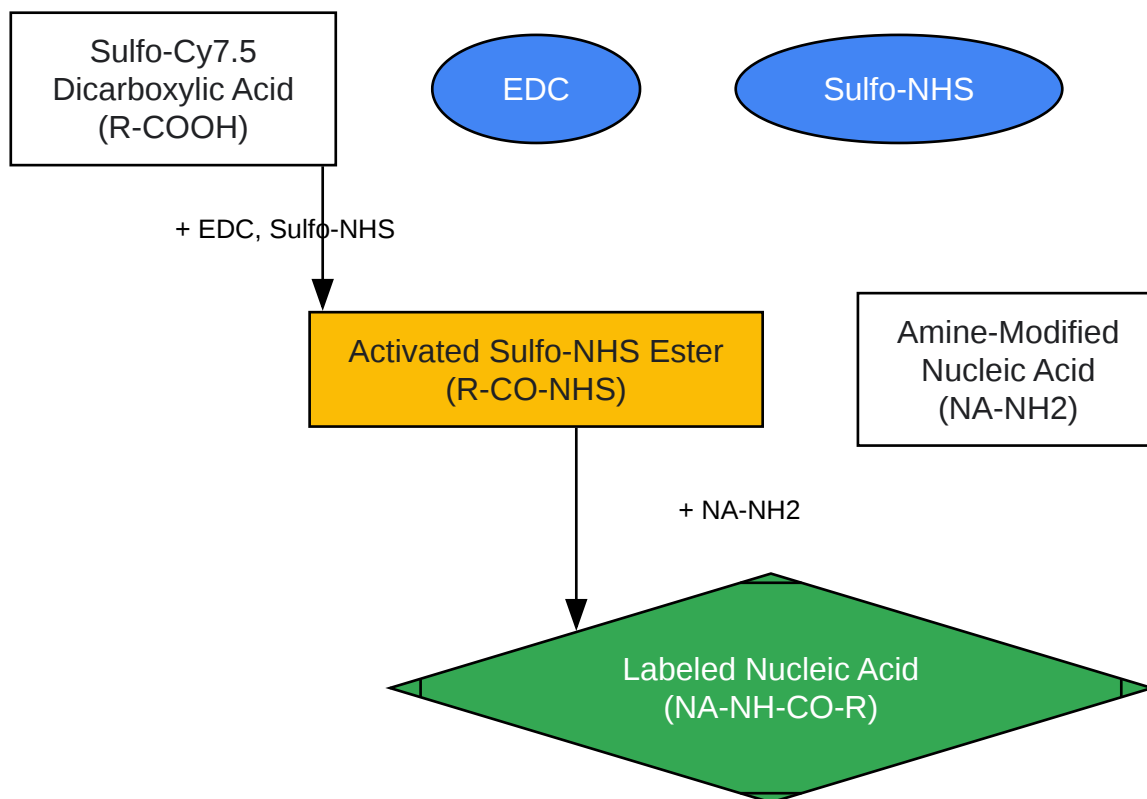 Sulfo-Cy7.5
Dicarboxylic Acid
(R-COOH)
EDC
Sulfo-NHS
+ EDC, Sulfo-NHS
Activated Sulfo-NHS Ester
(R-CO-NHS)
Amine-Modified
Nucleic Acid
(NA-NH2)
+ NA-NH2
Labeled Nucleic Acid
(NA-NH-CO-R)